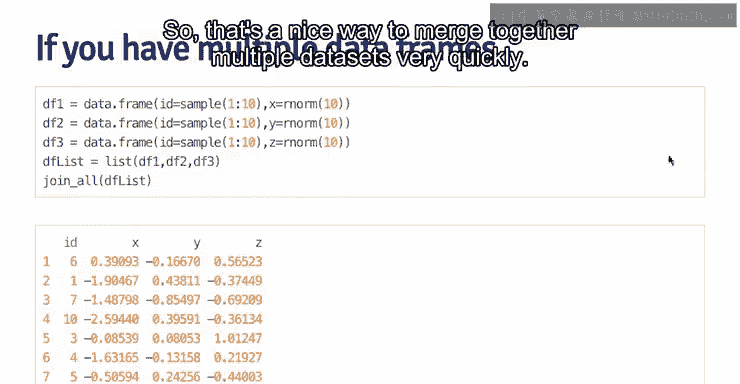 So, that's a nice way to merge together
multiple datasets very quickly.
If you have multiple data frames
df1 = data.frame(id=sample(1:10),x=rnorm(10))
df2 = data.frame(id=sample(1:10),y=rnorm(10))
df3 = data.frame(id=sample(1:10),z=rnorm(10))
dfList = list(df1,df2,df3)
join_all(dfList)
id x y z
1 6 0.39093 -0.16670 0.56523
2 1 -1.90467 0.43811 -0.37449
3 7 -1.48798 -0.85497 -0.69209
4 10 -2.59440 0.39591 -0.36134
5 3 -0.08539 0.08053 1.01247
6 4 -1.63165 -0.13158 0.21927
7 5 -0.50594 0.24256 -0.44003